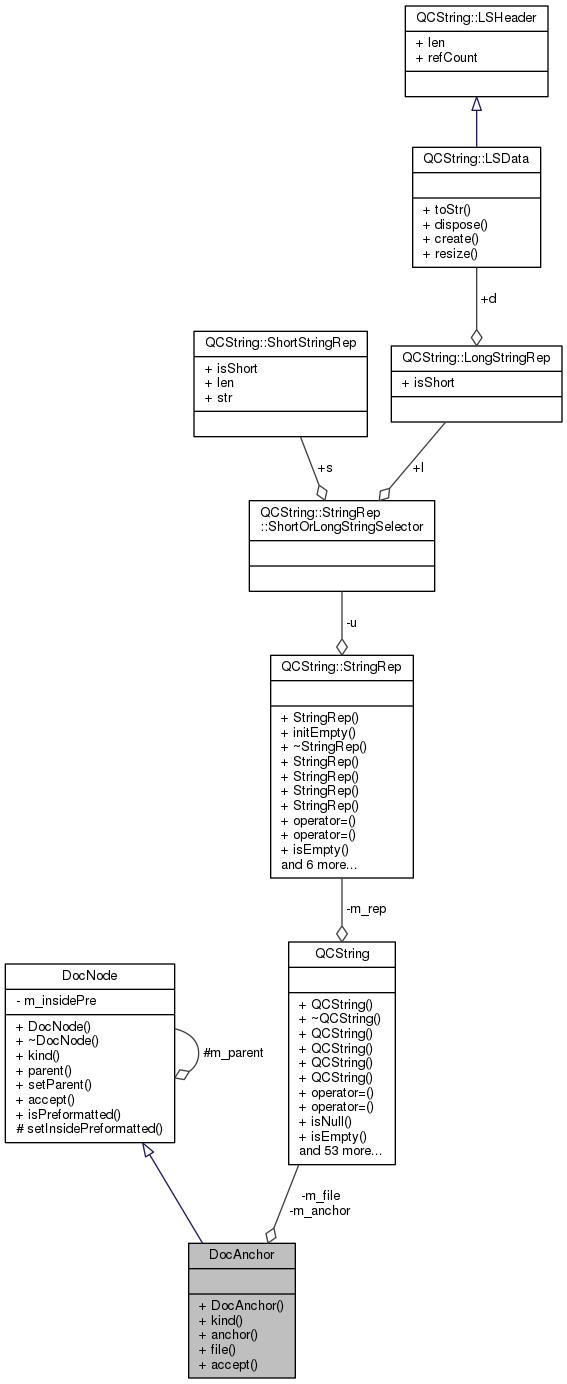 QCString::LSHeader
+ len
+ refCount
QCString::LSData
+ toStr()
+ dispose()
+ create()
+ resize()
+d
QCString::ShortStringRep
+ isShort
+ len
+ str
QCString::LongStringRep
+ isShort
+s
+l
QCString::StringRep
::ShortOrLongStringSelector
-u
QCString::StringRep
+ StringRep()
+ initEmpty()
+ ~StringRep()
+ StringRep()
+ StringRep()
+ StringRep()
+ StringRep()
+ operator=()
+ operator=()
+ isEmpty()
and 6 more...
-m_rep
DocNode
- m_insidePre
+ DocNode()
+ ~DocNode()
+ kind()
+ parent()
+ setParent()
+ accept()
+ isPreformatted()
# setInsidePreformatted()
#m_parent
QCString
+ QCString()
+ ~QCString()
+ QCString()
+ QCString()
+ QCString()
+ QCString()
+ operator=()
+ operator=()
+ isNull()
+ isEmpty()
and 53 more...
-m_file
-m_anchor
DocAnchor
+ DocAnchor()
+ kind()
+ anchor()
+ file()
+ accept()